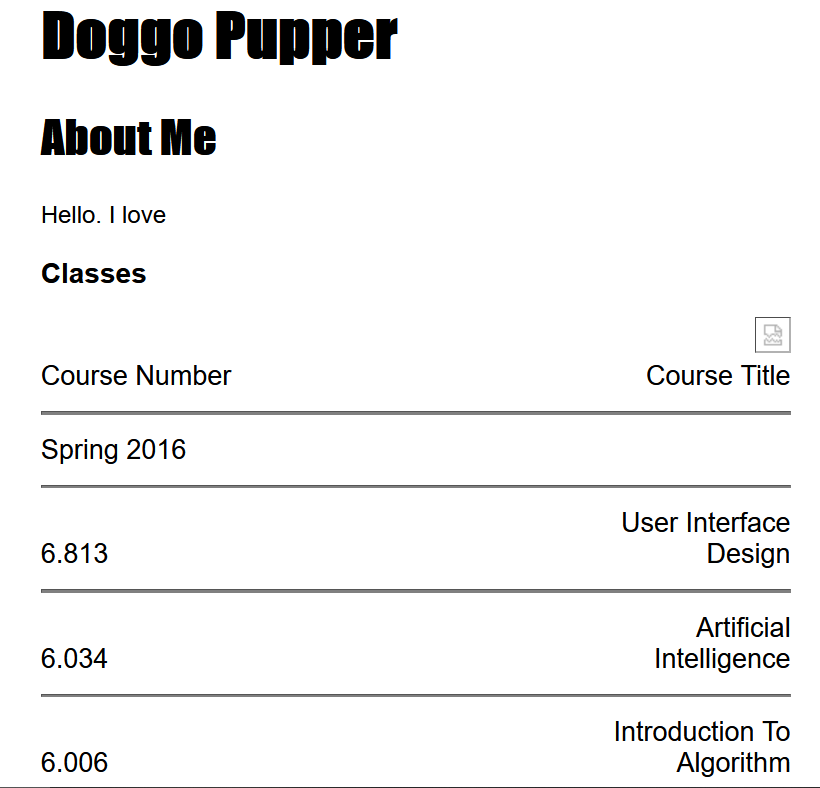 Doggo Pupper
About Me
Hello. I love
Classes
Course Number Course Title
Spring 2016
User Interface
6.813 Design
Artificial
6.034 Intelligence
Introduction To
6.006 Algorithm